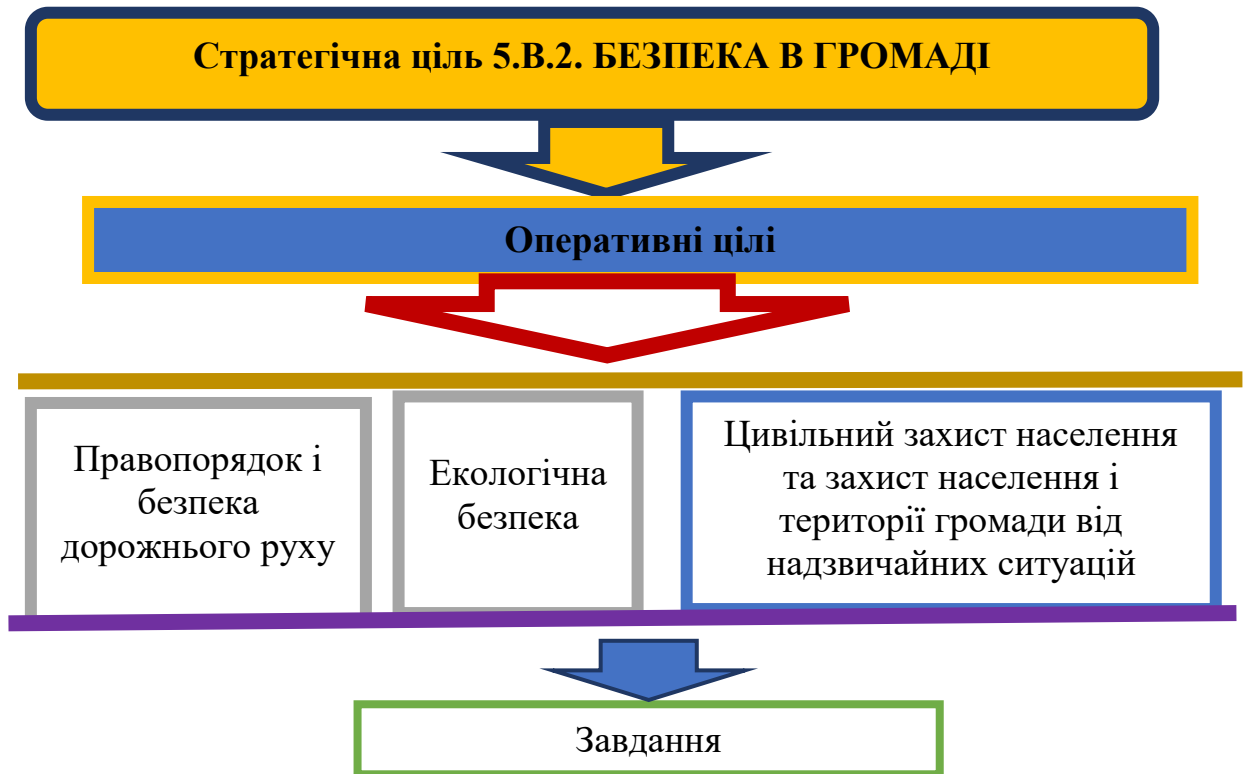 Стратегічна ціль 5.В.2. БЕЗПЕКА В ГРОМАДІ
Оперативні цілі
Правопорядок і
безпека
дорожнього руху
Екологічна
безпека
Цивільний захист населення
та захист населення і
території громади від
надзвичайних ситуацій
Завдання